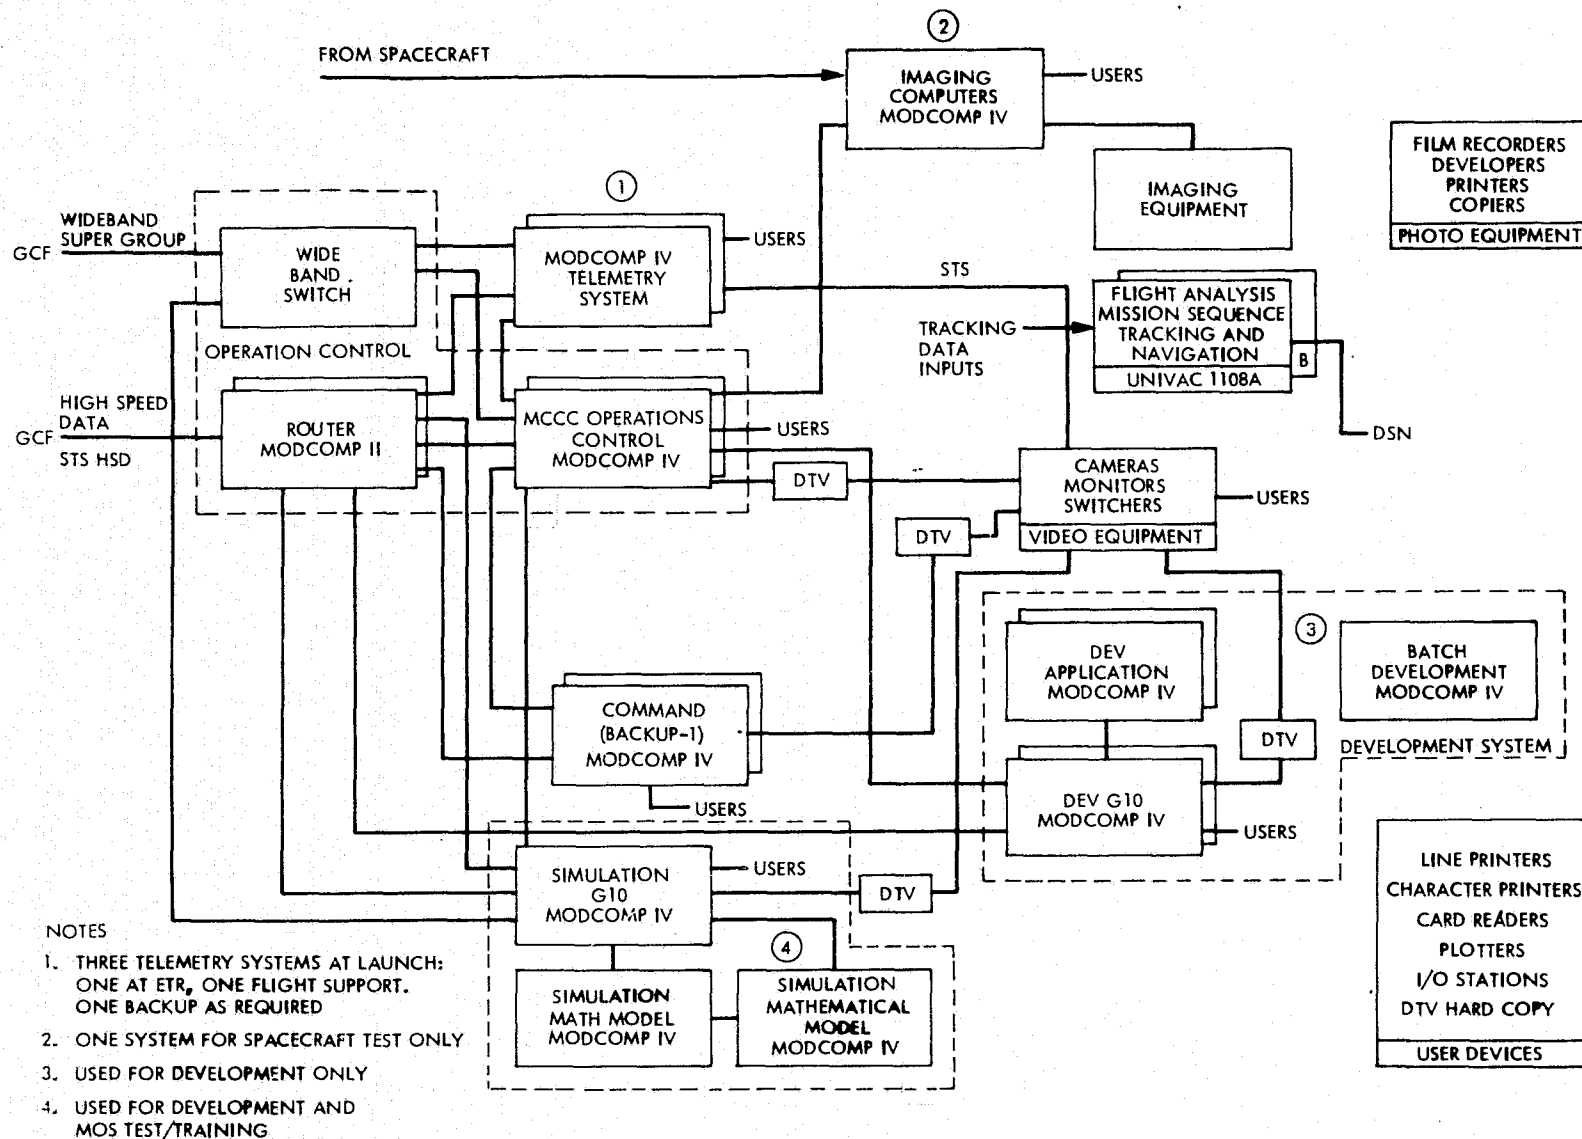 FROM SPACECRAFT
2
IMAGING
COMPUTERS
MODCOMP IV
USERS
IMAGING
EQUIPMENT
FILM RECORDERS
DEVELOPERS
PRINTERS
COPIERS
PHOTO EQUIPMENT
1
WIDEBAND
SUPER GROUP
GCF
WIDE
BAND
SWITCH
MODCOMP IV
TELEMETRY
SYSTEM
USERS
STS
TRACKING
DATA
INPUTS
FLIGHT ANALYSIS
MISSION SEQUENCE
TRACKING AND
NAVIGATION
UNIVAC 1108A
B
DSN
OPERATION CONTROL
HIGH SPEED
DATA
GCF
STS HSD
ROUTER
MODCOMP II
MCCC OPERATIONS
CONTROL
MODCOMP IV
USERS
DTV
CAMERAS
MONITORS
SWITCHERS
VIDEO EQUIPMENT
USERS
DTV
3
DEV
APPLICATION
MODCOMP IV
BATCH
DEVELOPMENT
MODCOMP IV
DTV
DEVELOPMENT SYSTEM
COMMAND
(BACKUP-1)
MODCOMP IV
USERS
DEV G10
MODCOMP IV
USERS
SIMULATION
G10
MODCOMP IV
USERS
DTV
4
SIMULATION
MATH MODEL
MODCOMP IV
SIMULATION
MATHEMATICAL
MODEL
MODCOMP IV
LINE PRINTERS
CHARACTER PRINTERS
CARD READERS
PLOTTERS
I/O STATIONS
DTV HARD COPY
USER DEVICES
NOTES
1. THREE TELEMETRY SYSTEMS AT LAUNCH:
ONE AT ETR, ONE FLIGHT SUPPORT.
ONE BACKUP AS REQUIRED
2. ONE SYSTEM FOR SPACECRAFT TEST ONLY
3. USED FOR DEVELOPMENT ONLY
4. USED FOR DEVELOPMENT AND
MOS TEST/TRAINING